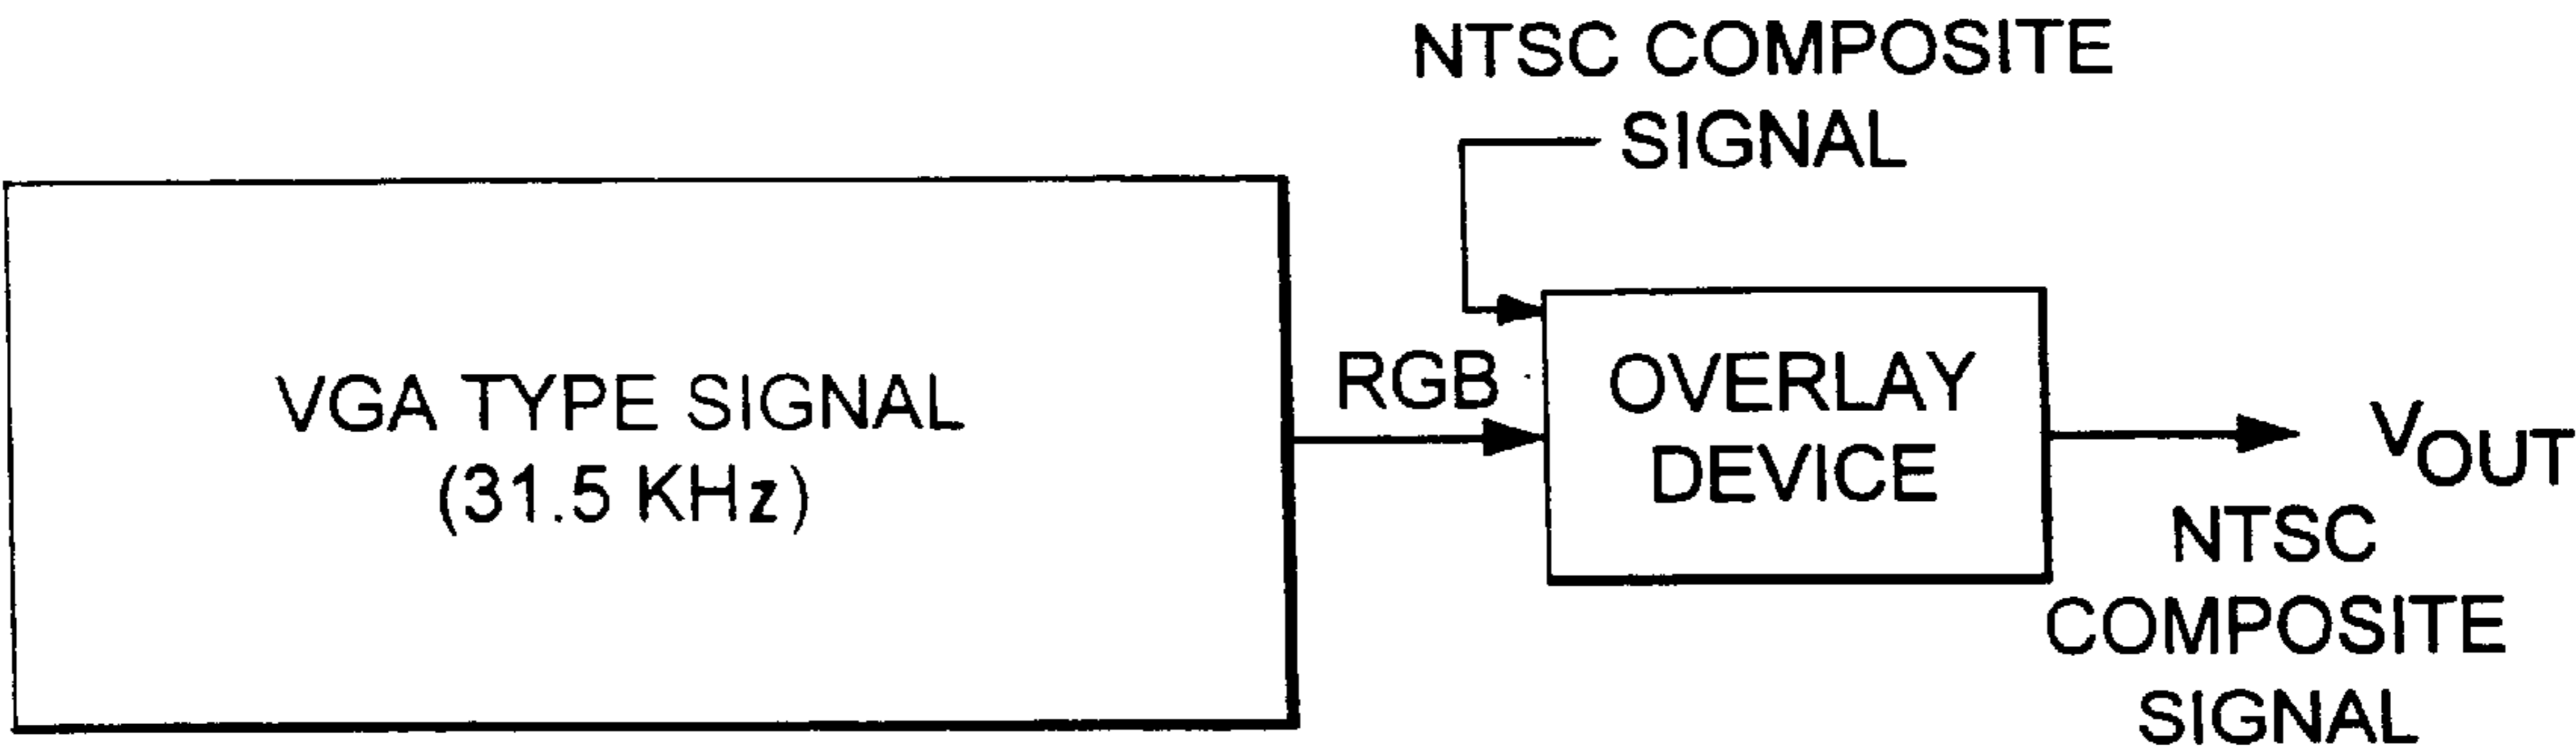 NTSC COMPOSITE
SIGNAL
VGA TYPE SIGNAL
(31.5 KHz)
RGB
OVERLAY
DEVICE
VOUT
NTSC
COMPOSITE
SIGNAL